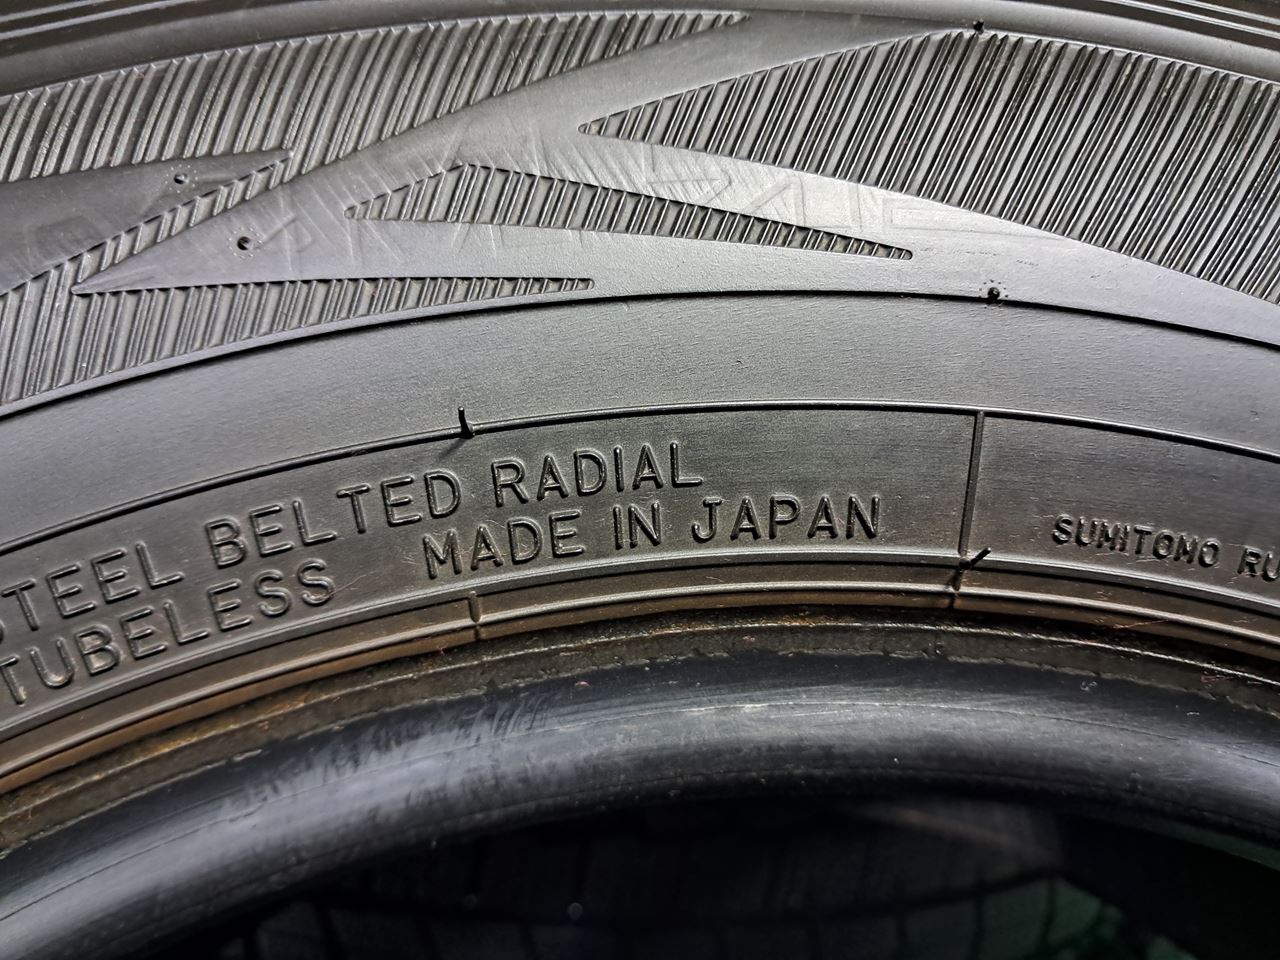 STEEL BELTED RADIAL
TUBELESS MADE IN JAPAN
SUMITOMO RU